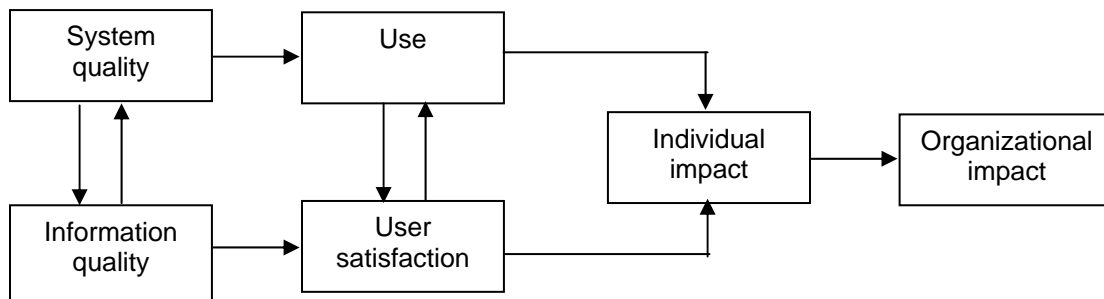 System
quality
Use
Individual
impact
Organizational
impact
Information
quality
User
satisfaction